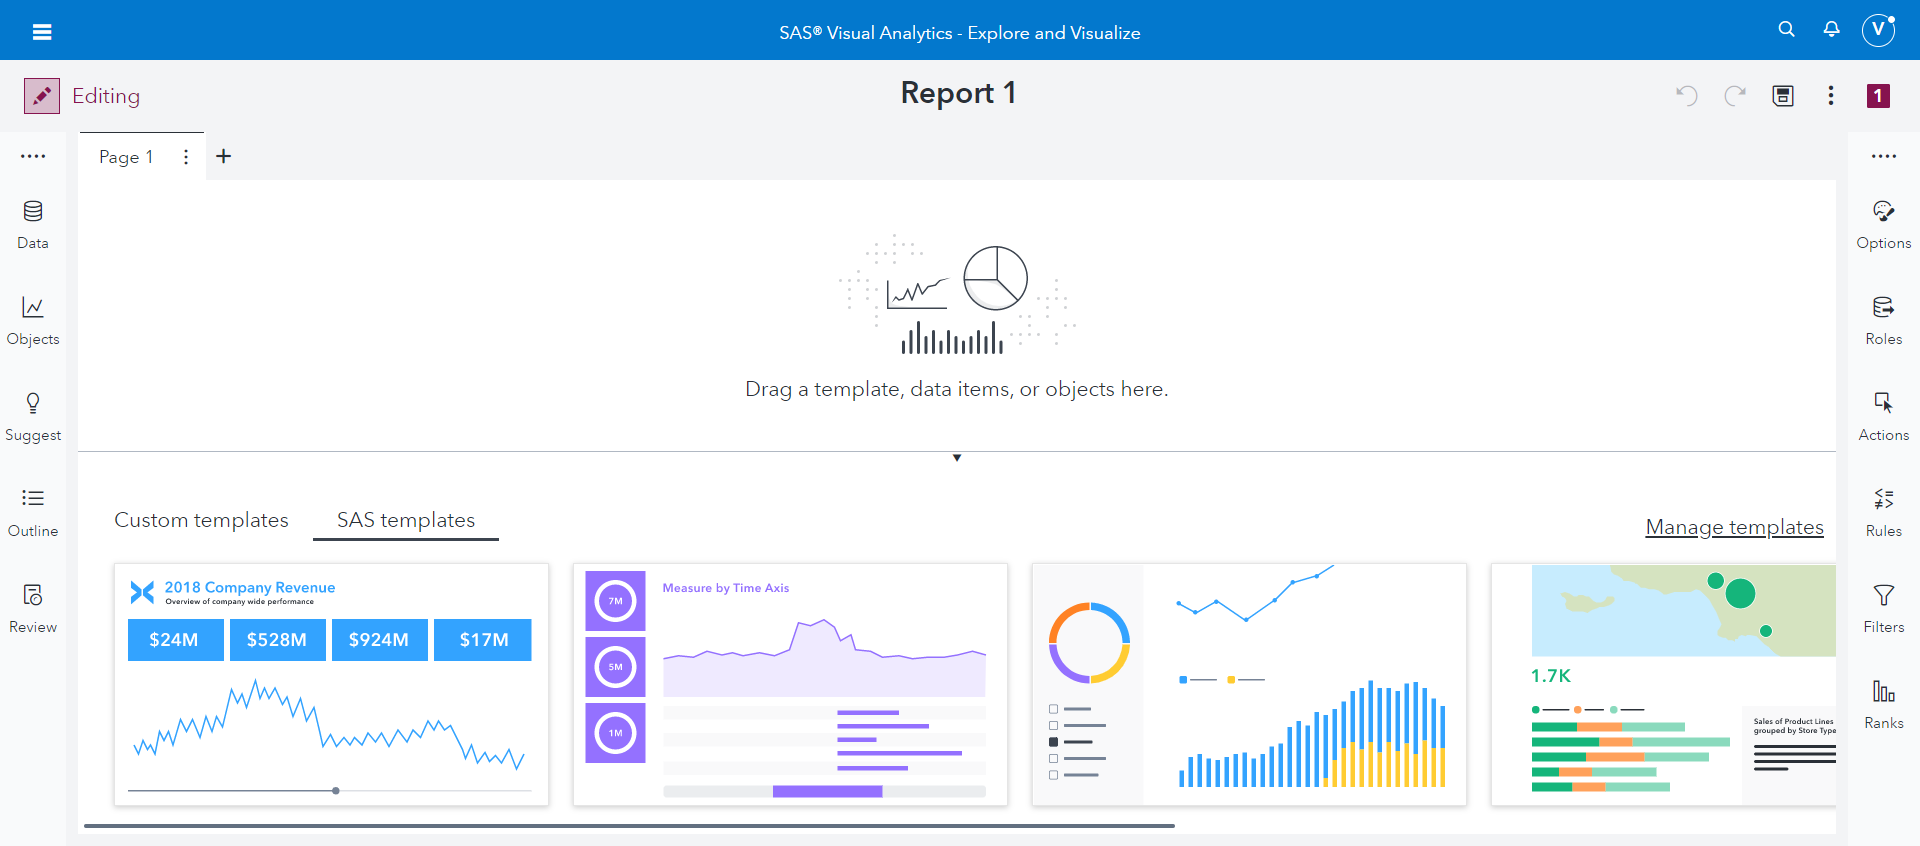 SAS® Visual Analytics - Explore and Visualize
V
Editing
Report 1
1
Page 1
Data
Objects
Suggest
Outline
Review
Options
Roles
Actions
Rules
Filters
Ranks
Drag a template, data items, or objects here.
Custom templates
SAS templates
Manage templates
2018 Company Revenue
Overview of company wide performance
$24M
$528M
$924M
$17M
7M
5M
1M
Measure by Time Axis
1.7K
Sales of Product Lines
grouped by Store Type